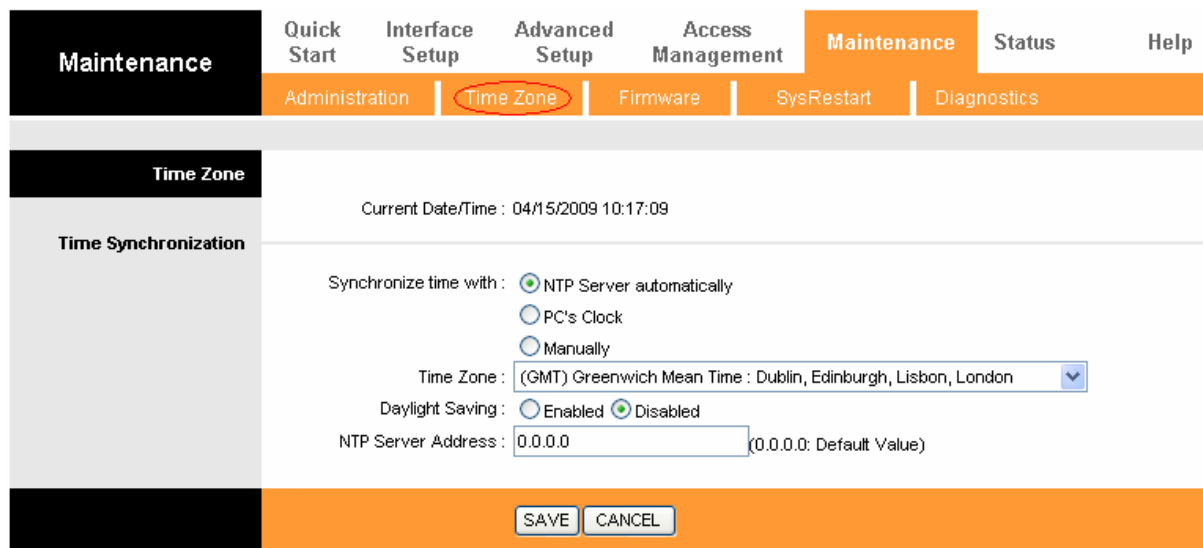 Maintenance
Quick Start
Interface Setup
Advanced Setup
Access Management
Maintenance
Status
Help
Administration
Time Zone
Firmware
SysRestart
Diagnostics
Time Zone
Current Date/Time : 04/15/2009 10:17:09
Time Synchronization
Synchronize time with : NTP Server automatically
PC's Clock
Manually
Time Zone : (GMT) Greenwich Mean Time : Dublin, Edinburgh, Lisbon, London
Daylight Saving : Enabled Disabled
NTP Server Address : 0.0.0.0 (0.0.0.0: Default Value)
SAVE CANCEL